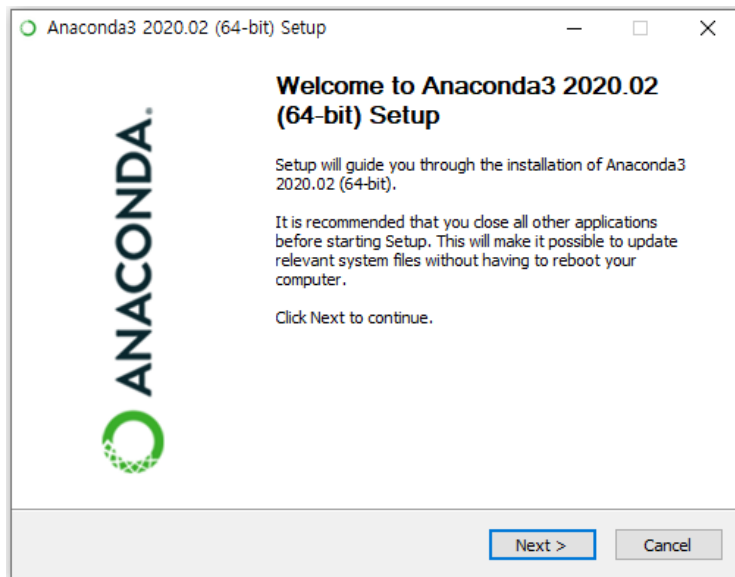 Anaconda3 2020.02 (64-bit) Setup
Welcome to Anaconda3 2020.02
(64-bit) Setup
Setup will guide you through the installation of Anaconda3
2020.02 (64-bit).
It is recommended that you close all other applications
before starting Setup. This will make it possible to update
relevant system files without having to reboot your
computer.
Click Next to continue.
ANACONDA.
Next >
Cancel